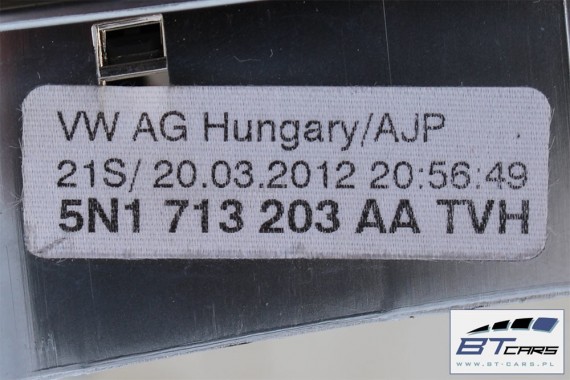 VW AG Hungary/AJP
21S/ 20.03.2012 20:56:49
5N1 713 203 AA TVH
BT CARS
WWW.BT-CARS.PL